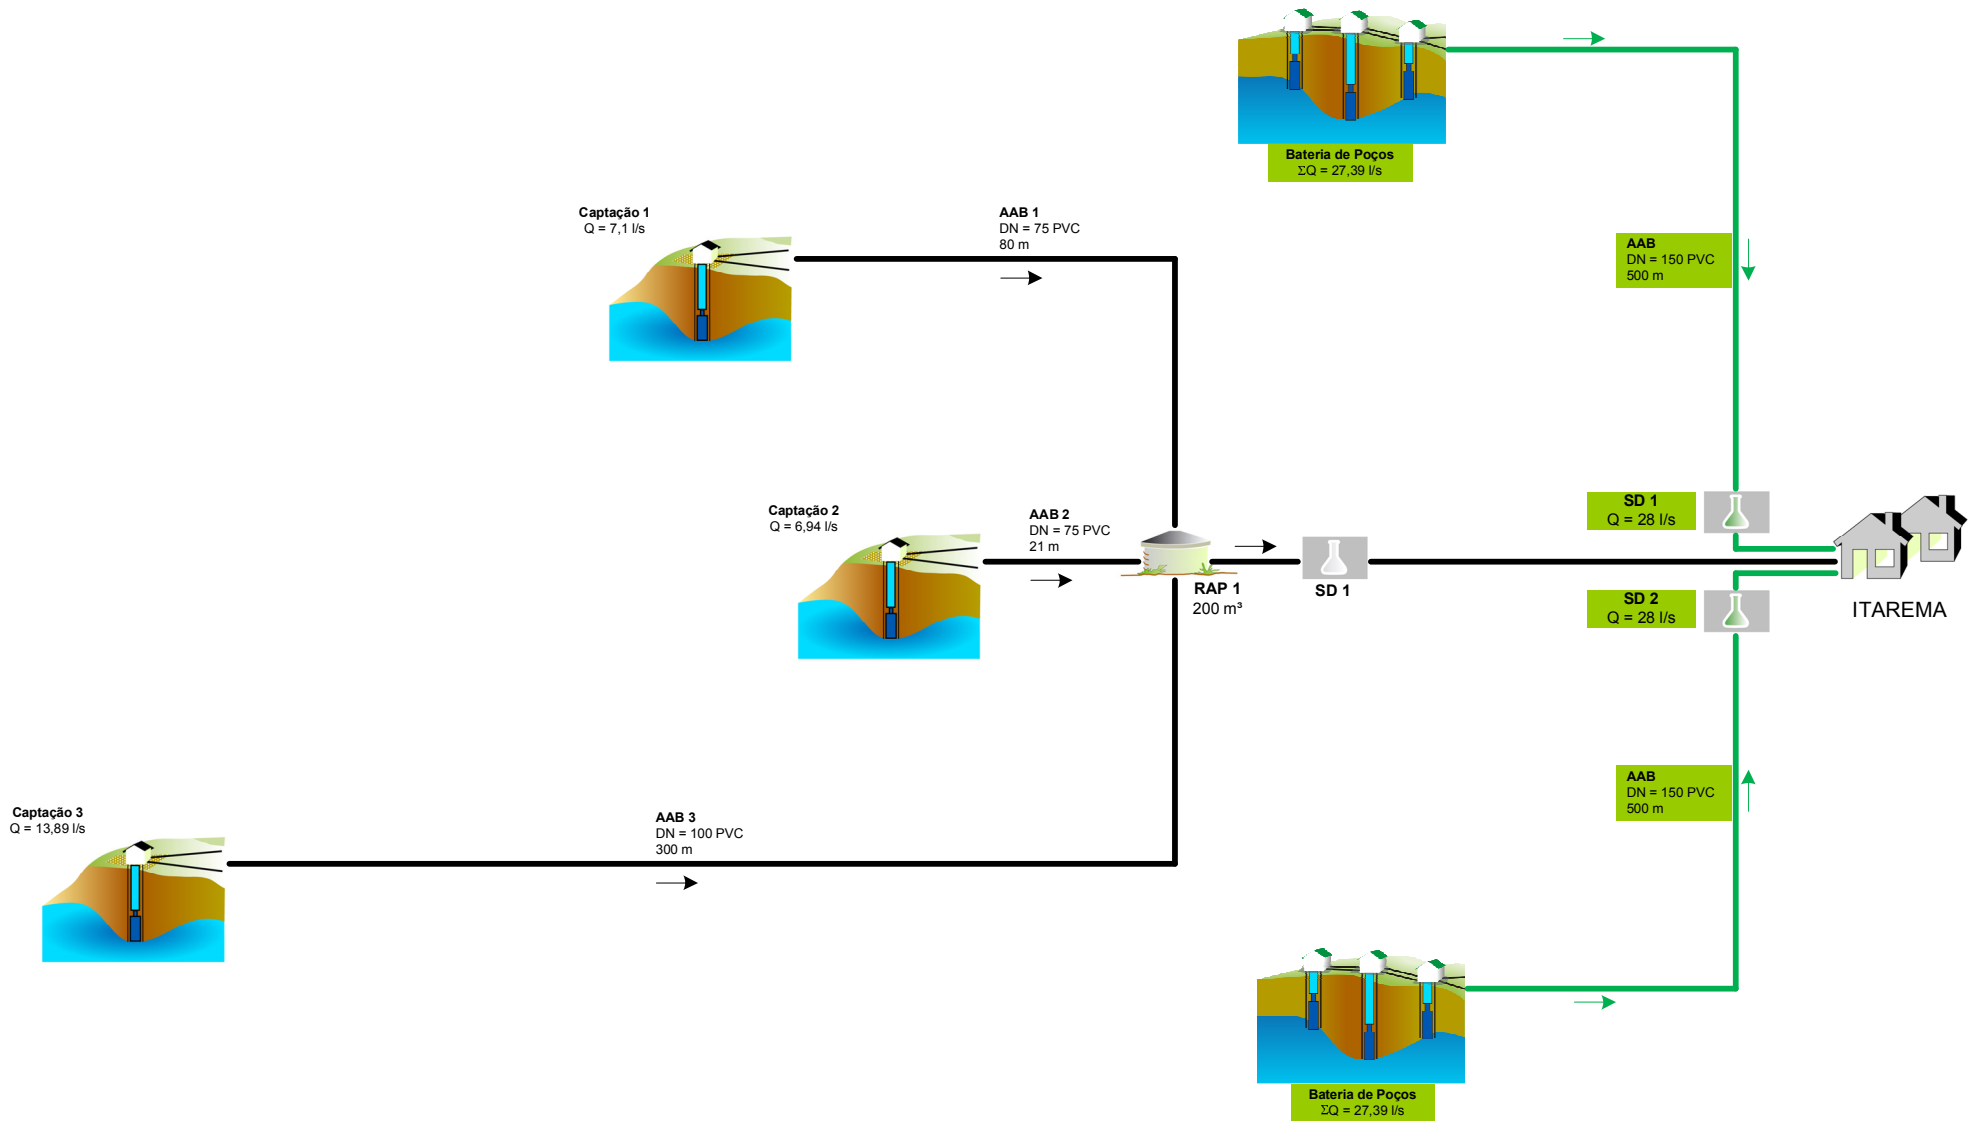 Bateria de Poços
ΣQ = 27,39 l/s
Captação 1
Q = 7,1 l/s
AAB 1
DN = 75 PVC
80 m
AAB
DN = 150 PVC
500 m
Captação 2
Q = 6,94 l/s
AAB 2
DN = 75 PVC
21 m
RAP 1
200 m³
SD 1
SD 1
Q = 28 l/s
SD 2
Q = 28 l/s
ITAREMA
AAB
DN = 150 PVC
500 m
Captação 3
Q = 13,89 l/s
AAB 3
DN = 100 PVC
300 m
Bateria de Poços
ΣQ = 27,39 l/s